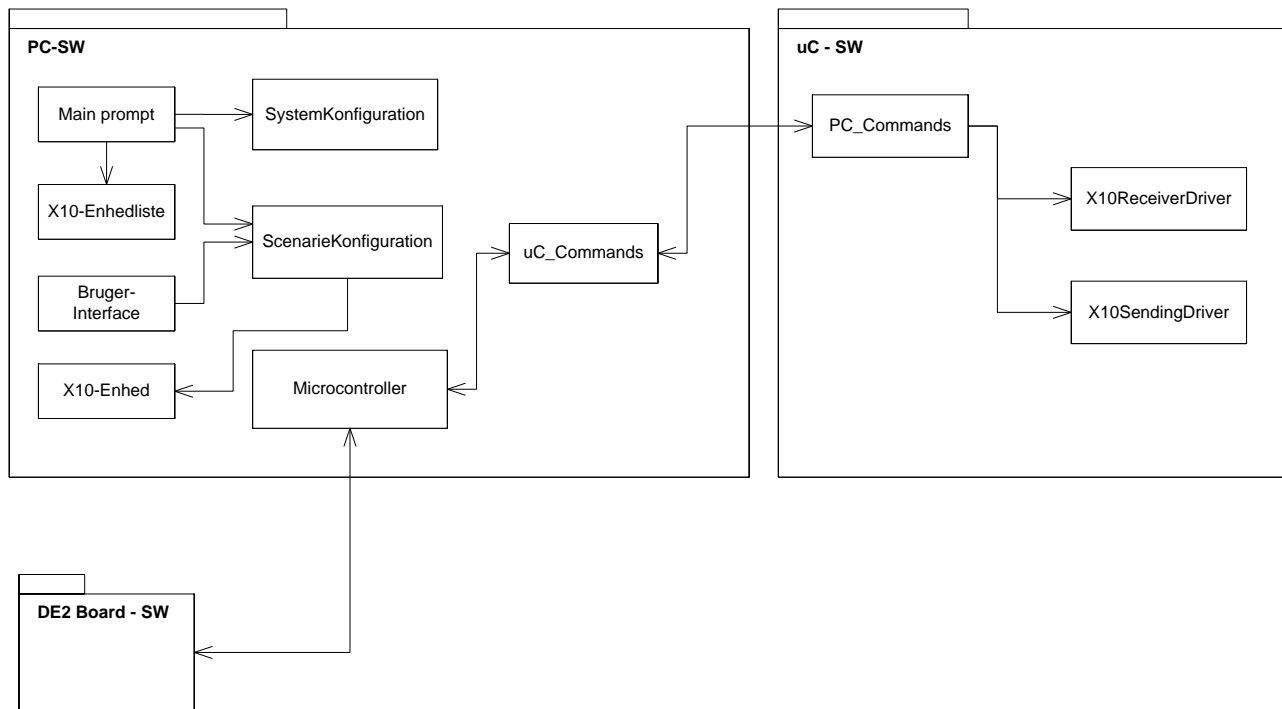 PC-SW
Main prompt
SystemKonfiguration
X10-Enhedliste
ScenarieKonfiguration
Bruger-
Interface
X10-Enhed
Microcontroller
uC_Commands
uC - SW
PC_Commands
X10ReceiverDriver
X10SendingDriver
DE2 Board - SW